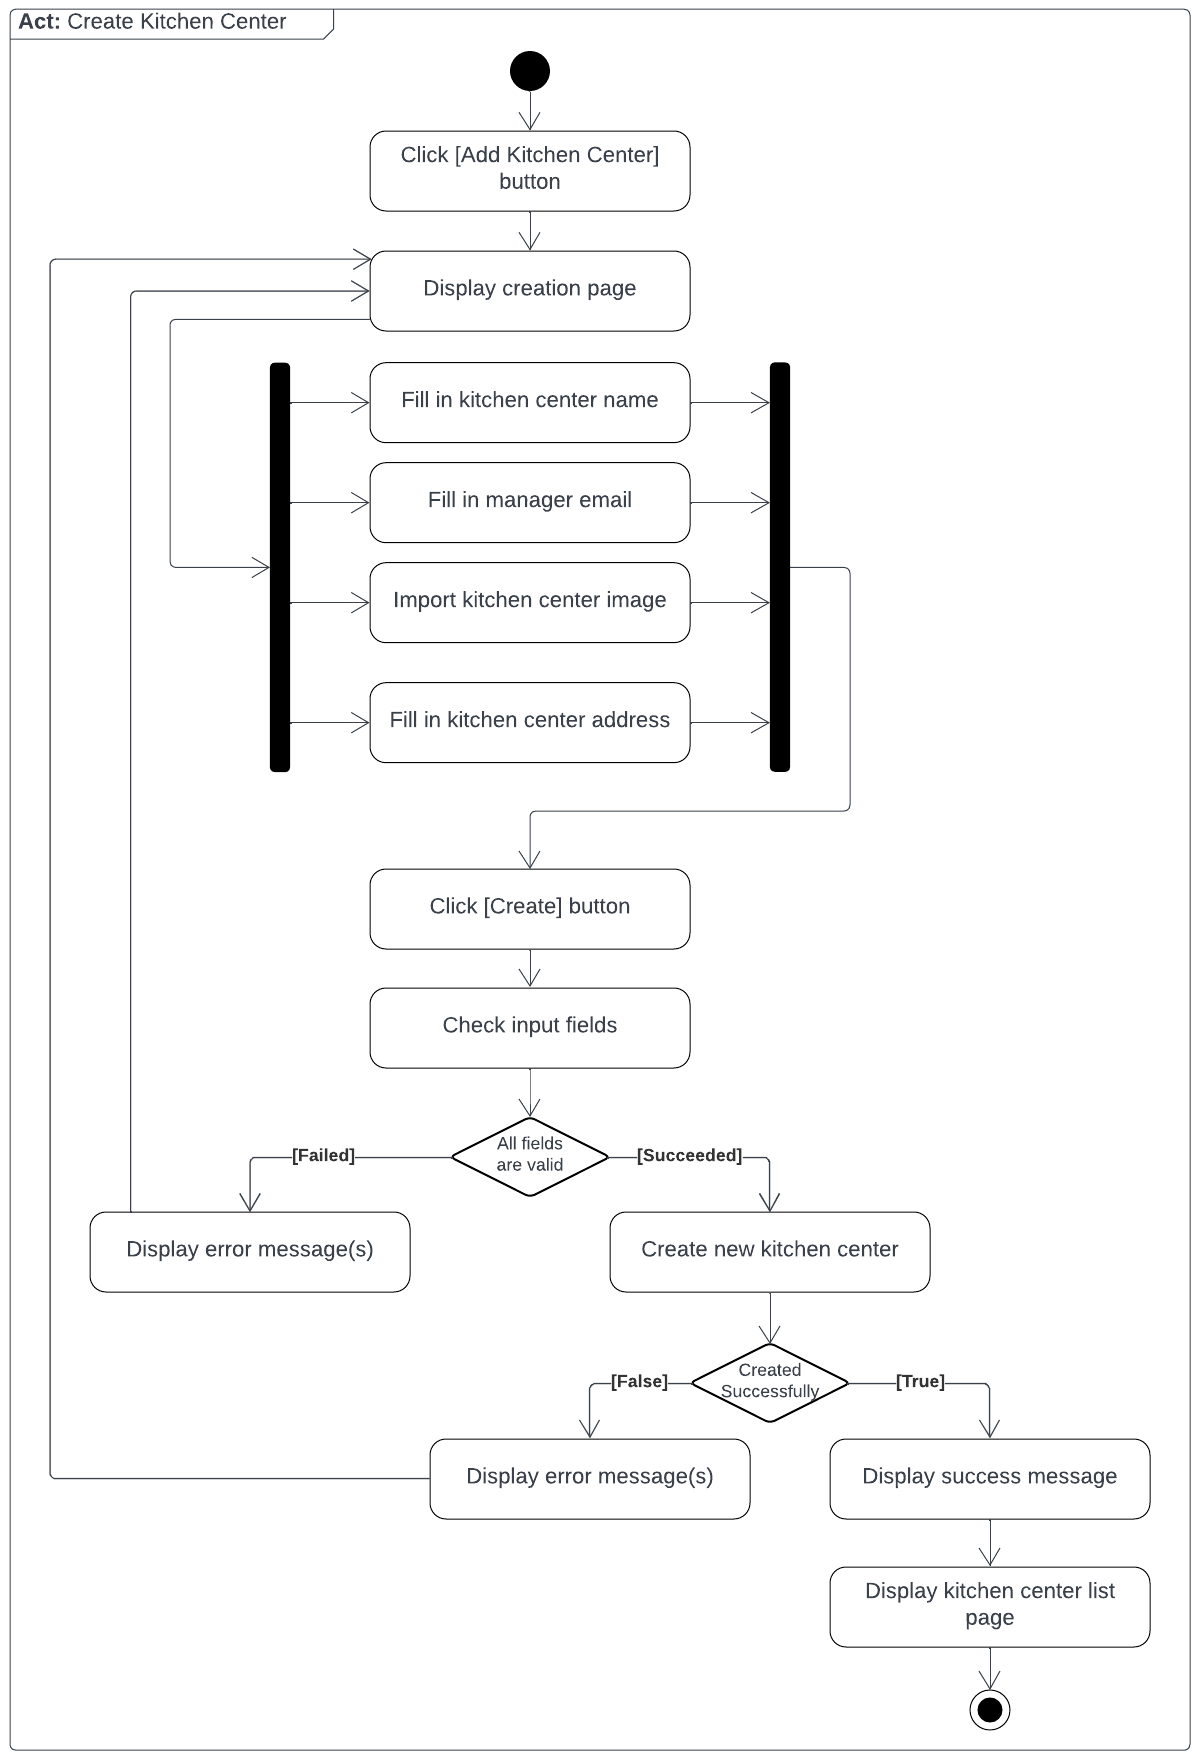 Act: Create Kitchen Center
Click [Add Kitchen Center]
button
Display creation page
Fill in kitchen center name
Fill in manager email
Import kitchen center image
Fill in kitchen center address
Click [Create] button
Check input fields
All fields
are valid
[Failed]
[Succeeded]
Display error message(s)
Create new kitchen center
Created
Successfully
[False]
[True]
Display error message(s)
Display success message
Display kitchen center list
page